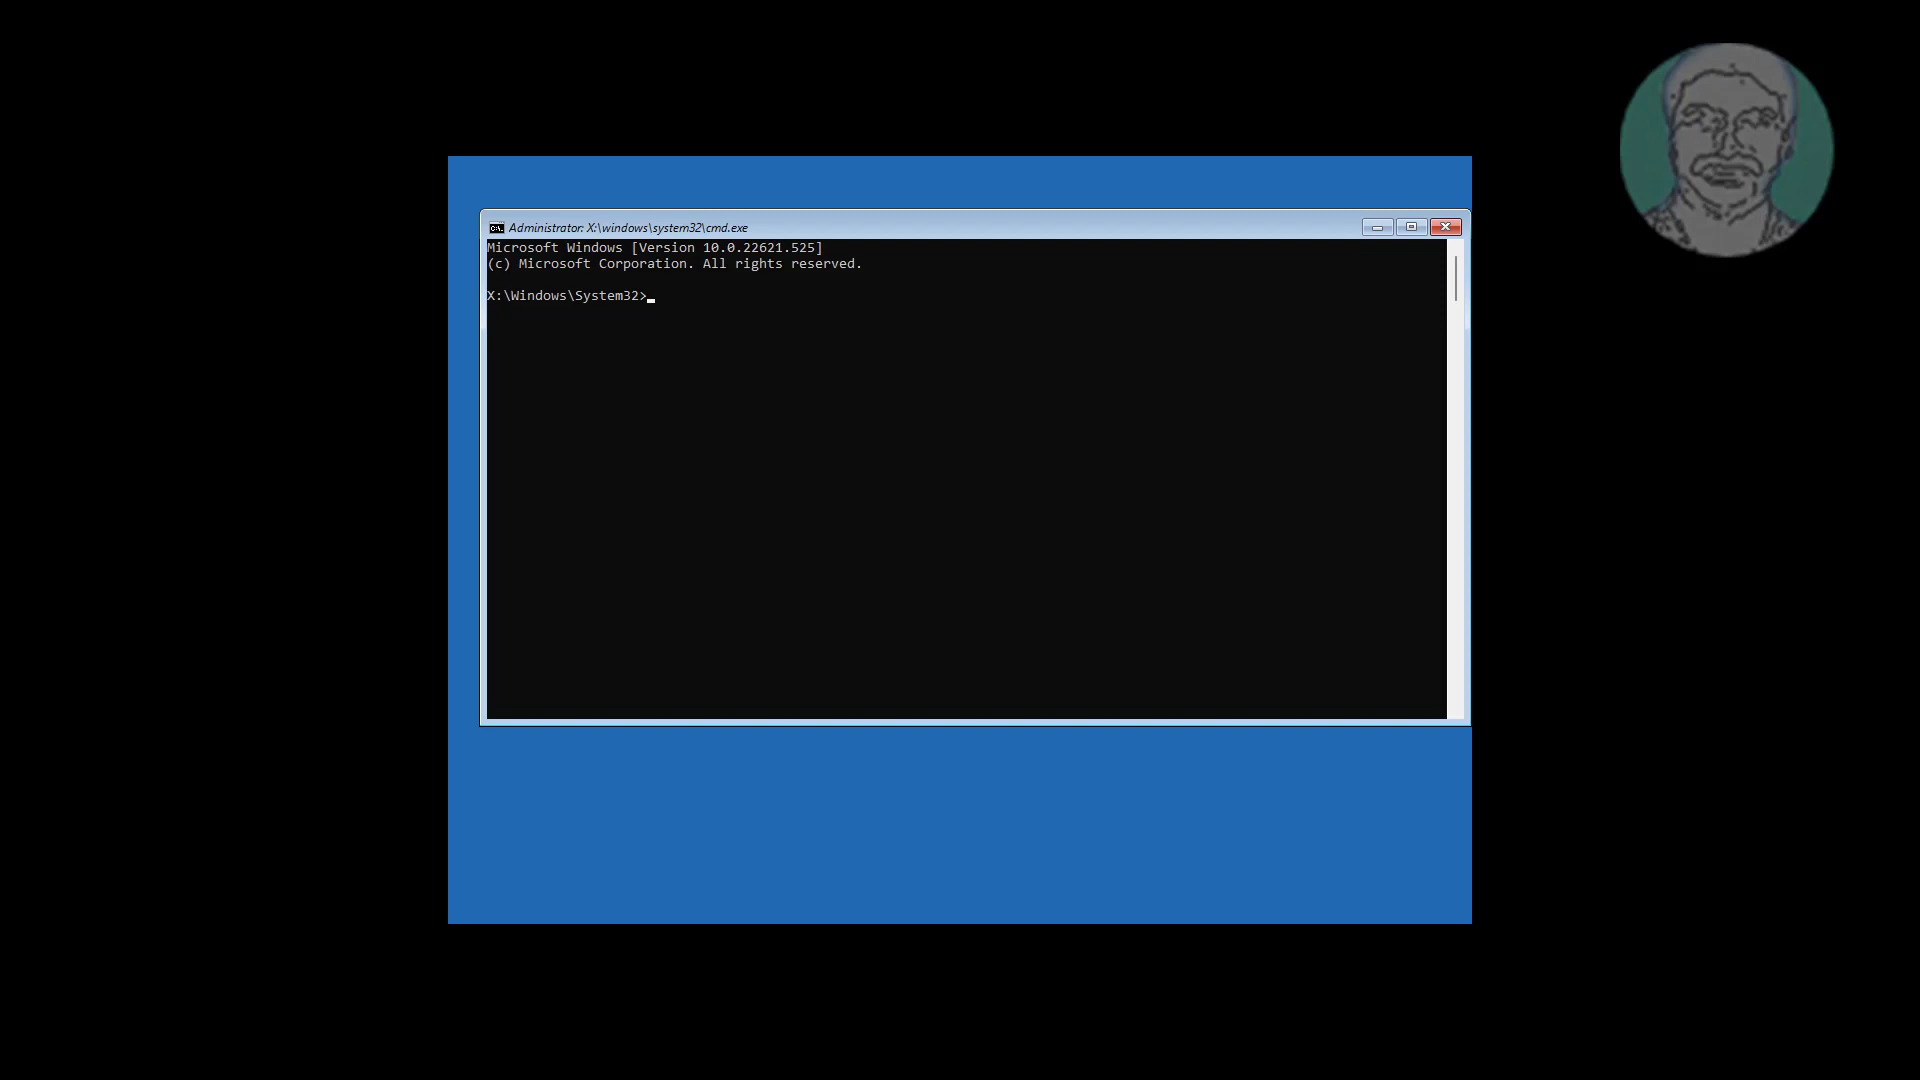 Administrator: X:\windows\system32\cmd.exe
Microsoft Windows [Version 10.0.22621.525]
(c) Microsoft Corporation. All rights reserved.
X:\Windows\System32>